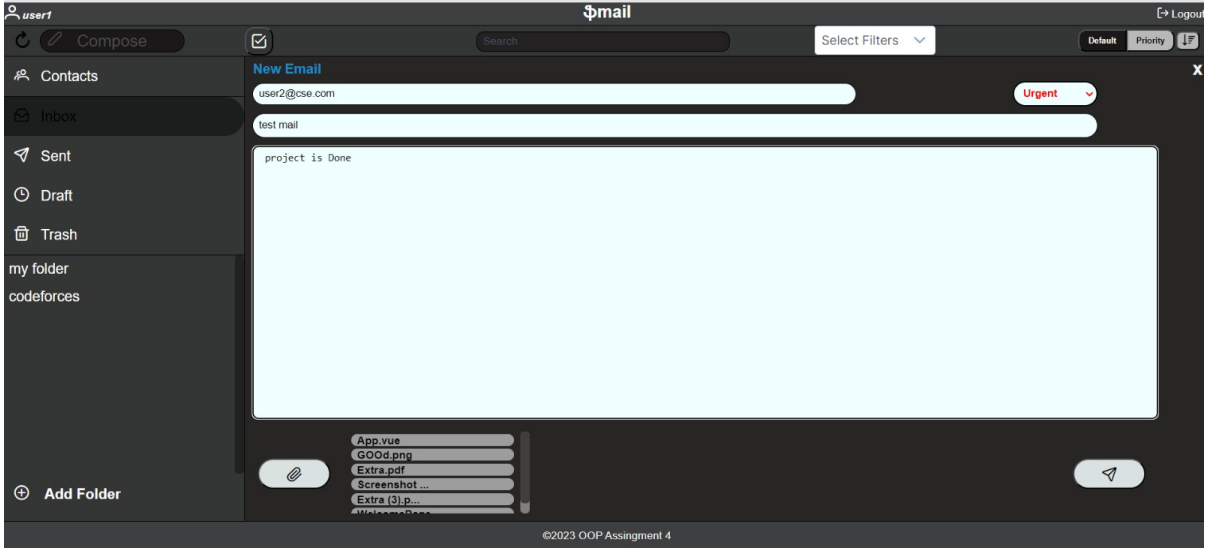 user1
ֆmail
Logout
Compose
Search
Select Filters
Default
Priority
Contacts
New Email
X
user2@cse.com
Urgent
Inbox
test mail
Sent
project is Done
Draft
Trash
my folder
codeforces
App.vue
GOOd.png
Extra.pdf
Screenshot ...
Extra (3).p...
Add Folder
©2023 OOP Assingment 4